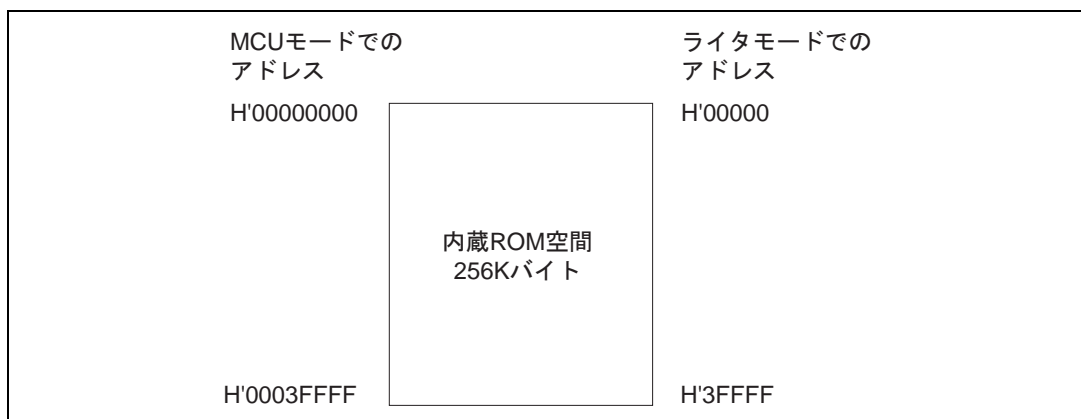 MCUモードでの
アドレス
ライタモードでの
アドレス
H'00000000
H'00000
内蔵ROM空間
256Kバイト
H'0003FFFF
H'3FFFF